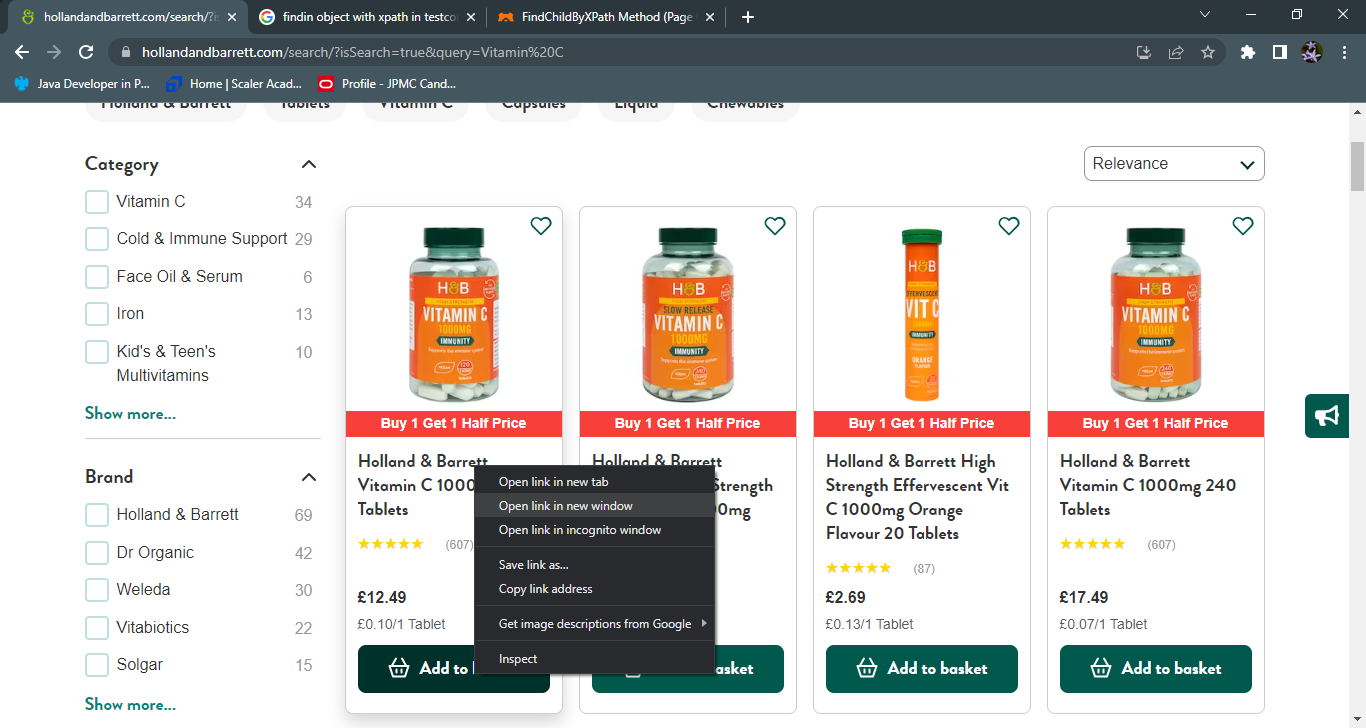 hollandandbarrett.com/search/?is
findin object with xpath in testco
FindChildByXPath Method (Page
hollandandbarrett.com/search/?isSearch=true&query=Vitamin%20C
Java Developer in P...
Home | Scaler Acad...
Profile - JPMC Cand...
Holland & Barrett
Tablets
Vitamin C
Capsules
Liquid
Chewables
Category
Relevance
Vitamin C 34
Cold & Immune Support 29
Face Oil & Serum 6
Iron 13
Kid's & Teen's 10
Multivitamins
Show more...
Brand
Holland & Barrett 69
Dr Organic 42
Weleda 30
Vitabiotics 22
Solgar 15
Show more...
H&B
VITAMIN C
1000MG
IMMUNITY
Buy 1 Get 1 Half Price
Holland & Barrett
Vitamin C 1000
Tablets
(607)
£12.49
£0.10/1 Tablet
Add to
H&B
SLOW RELEASE
VITAMIN C
1000MG
IMMUNITY
Buy 1 Get 1 Half Price
Holland & Barrett
Strength
00mg
asket
Open link in new tab
Open link in new window
Open link in incognito window
Save link as...
Copy link address
Get image descriptions from Google
Inspect
H&B
EFFERVESCENT
VIT C
IMMUNITY
ORANGE
FLAVOUR
Buy 1 Get 1 Half Price
Holland & Barrett High
Strength Effervescent Vit
C 1000mg Orange
Flavour 20 Tablets
(87)
£2.69
£0.13/1 Tablet
Add to basket
H&B
VITAMIN C
1000MG
IMMUNITY
Buy 1 Get 1 Half Price
Holland & Barrett
Vitamin C 1000mg 240
Tablets
(607)
£17.49
£0.07/1 Tablet
Add to basket